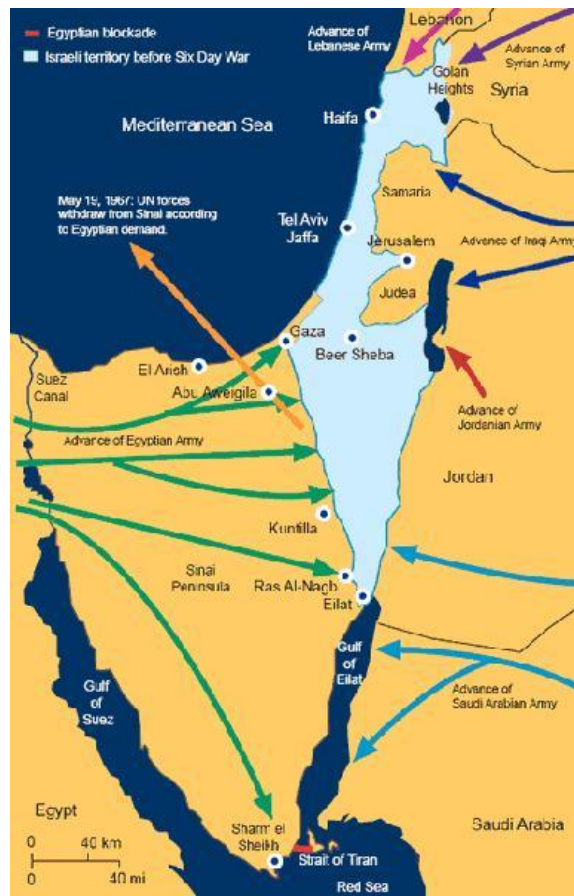 Egyptian blockade
Israeli territory before Six Day War
Advance of
Lebanese Army
Lebanon
Advance of
Syrian Army
Golan
Heights
Syria
Mediterranean Sea
Haifa
May 19, 1967: UN forces
withdraw from Sinai according
to Egyptian demand.
Samaria
Tel Aviv
Jaffa
Jerusalem
Advance of Iraqi Army
Judea
Gaza
Beer Sheba
El Arish
Suez
Canal
Abu Aweigila
Advance of
Jordanian Army
Advance of Egyptian Army
Jordan
Kuntilla
Sinai
Peninsula
Ras Al-Nagb
Eilat
Gulf
of
Eilat
Gulf
of
Suez
Advance of
Saudi Arabian Army
Egypt
0 40 km
0 40 mi
Sharm el
Sheikh
Strait of Tiran
Saudi Arabia
Red Sea